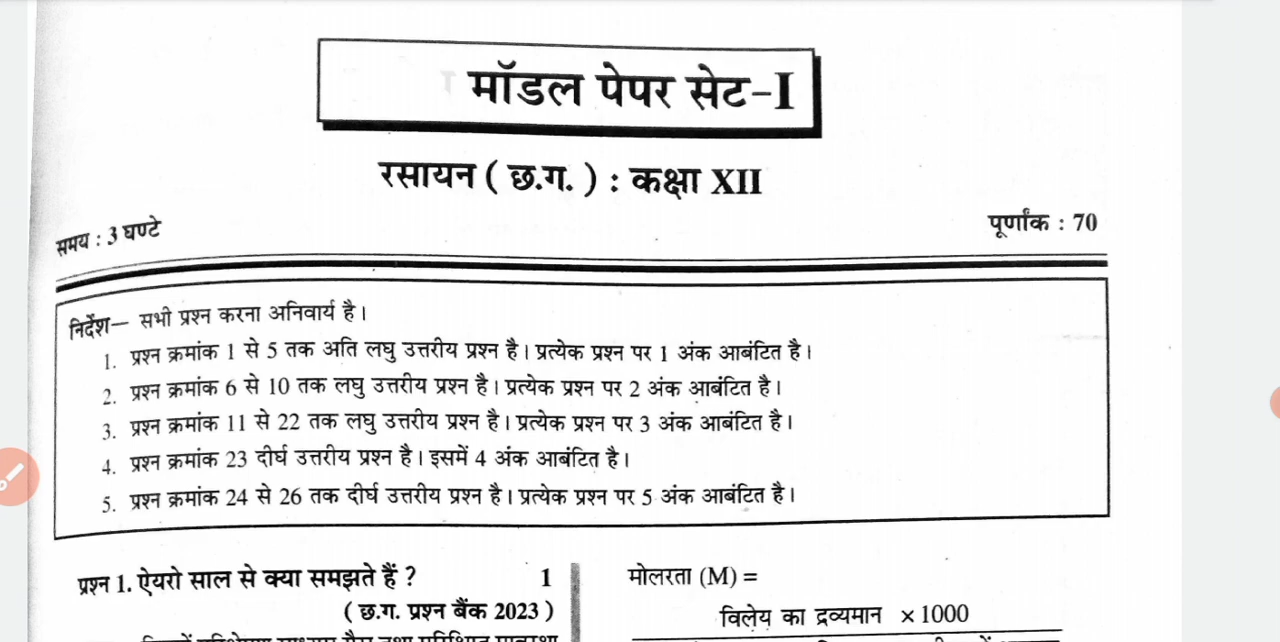 मॉडल पेपर सेट-I
रसायन ( छ.ग. ) : कक्षा XII
समय : 3 घण्टे
पूर्णांक : 70
निर्देश— सभी प्रश्न करना अनिवार्य है।
1. प्रश्न क्रमांक 1 से 5 तक अति लघु उत्तरीय प्रश्न है। प्रत्येक प्रश्न पर 1 अंक आबंटित है।
2. प्रश्न क्रमांक 6 से 10 तक लघु उत्तरीय प्रश्न है। प्रत्येक प्रश्न पर 2 अंक आबंटित है।
3. प्रश्न क्रमांक 11 से 22 तक लघु उत्तरीय प्रश्न है। प्रत्येक प्रश्न पर 3 अंक आबंटित है।
4. प्रश्न क्रमांक 23 दीर्घ उत्तरीय प्रश्न है। इसमें 4 अंक आबंटित है।
5. प्रश्न क्रमांक 24 से 26 तक दीर्घ उत्तरीय प्रश्न है। प्रत्येक प्रश्न पर 5 अंक आबंटित है।
प्रश्न 1. ऐयरो साल से क्या समझते हैं ? 1
( छ.ग. प्रश्न बैंक 2023 )
मोलरता (M) =
विलेय का द्रव्यमान × 1000